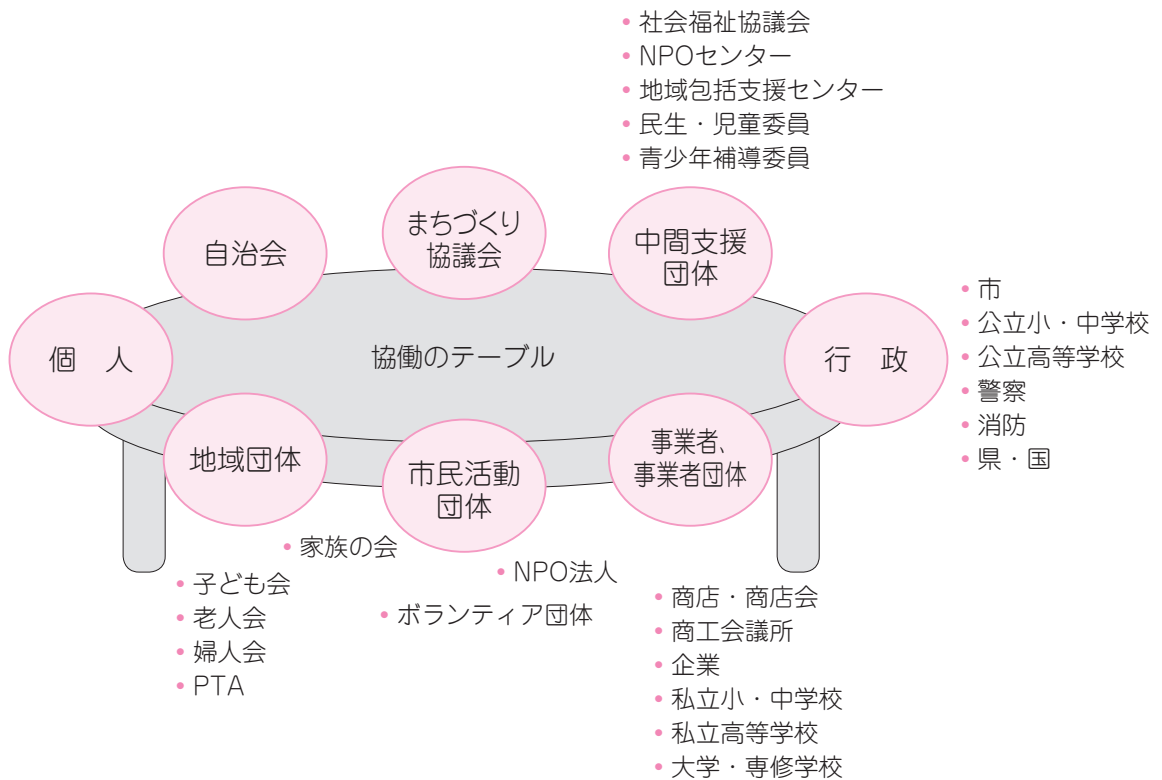 • 社会福祉協議会
• NPOセンター
• 地域包括支援センター
• 民生・児童委員
• 青少年補導委員
自治会
まちづくり
協議会
中間支援
団体
個 人
協働のテーブル
行 政
• 市
• 公立小・中学校
• 公立高等学校
• 警察
• 消防
• 県・国
地域団体
市民活動
団体
事業者、
事業者団体
• 家族の会
• 子ども会
• 老人会
• 婦人会
• PTA
• NPO法人
• ボランティア団体
• 商店・商店会
• 商工会議所
• 企業
• 私立小・中学校
• 私立高等学校
• 大学・専修学校